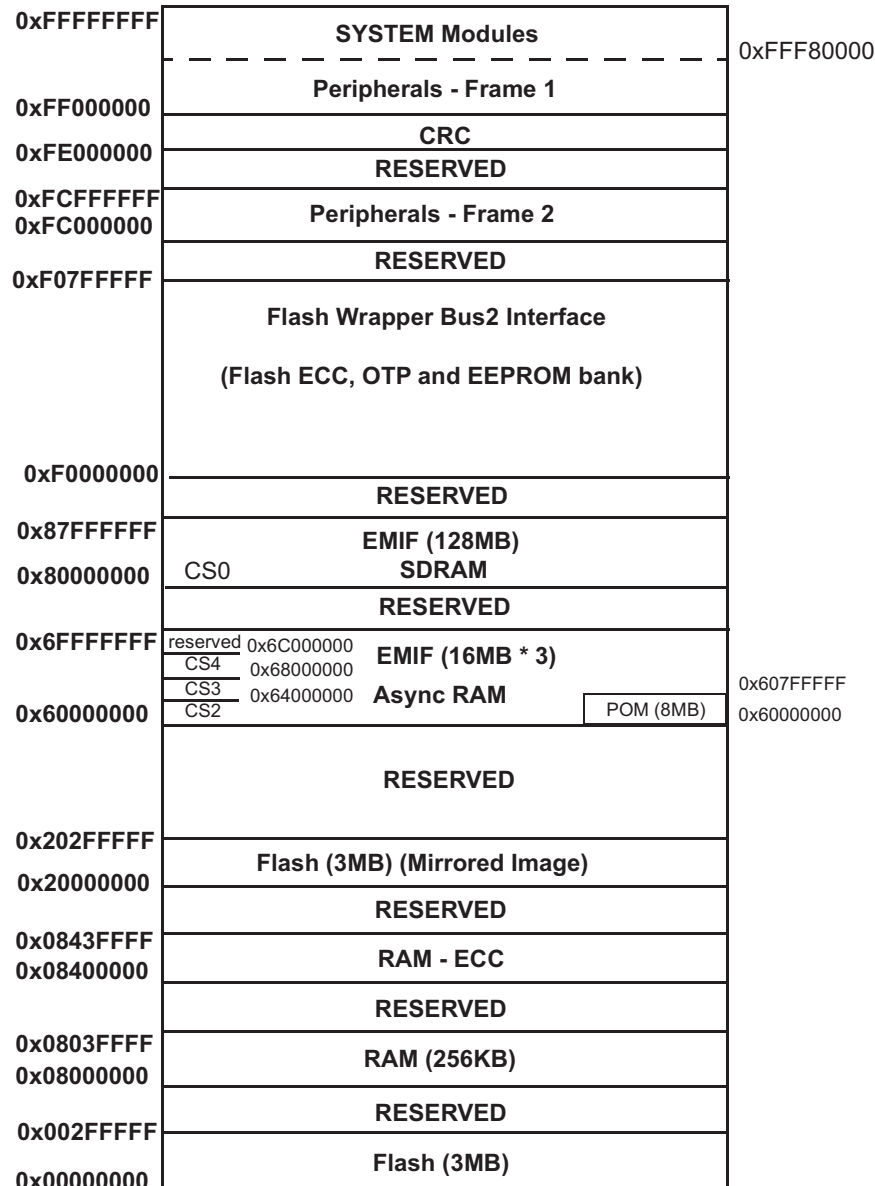 0xFFFFFFFF
SYSTEM Modules
0xFFF80000
Peripherals - Frame 1
0xFF000000
CRC
0xFE000000
RESERVED
0xFCFFFFFF
Peripherals - Frame 2
0xFC000000
RESERVED
0xF07FFFFF
Flash Wrapper Bus2 Interface
(Flash ECC, OTP and EEPROM bank)
0xF0000000
RESERVED
0x87FFFFFF
EMIF (128MB)
0x80000000
CS0
SDRAM
RESERVED
0x6FFFFFFF
reserved
0x6C000000
EMIF (16MB * 3)
CS4
0x68000000
CS3
0x64000000
Async RAM
0x607FFFFF
0x60000000
CS2
POM (8MB)
0x60000000
RESERVED
0x202FFFFF
Flash (3MB) (Mirrored Image)
0x20000000
RESERVED
0x0843FFFF
RAM - ECC
0x08400000
RESERVED
0x0803FFFF
RAM (256KB)
0x08000000
RESERVED
0x002FFFFF
Flash (3MB)
0x00000000